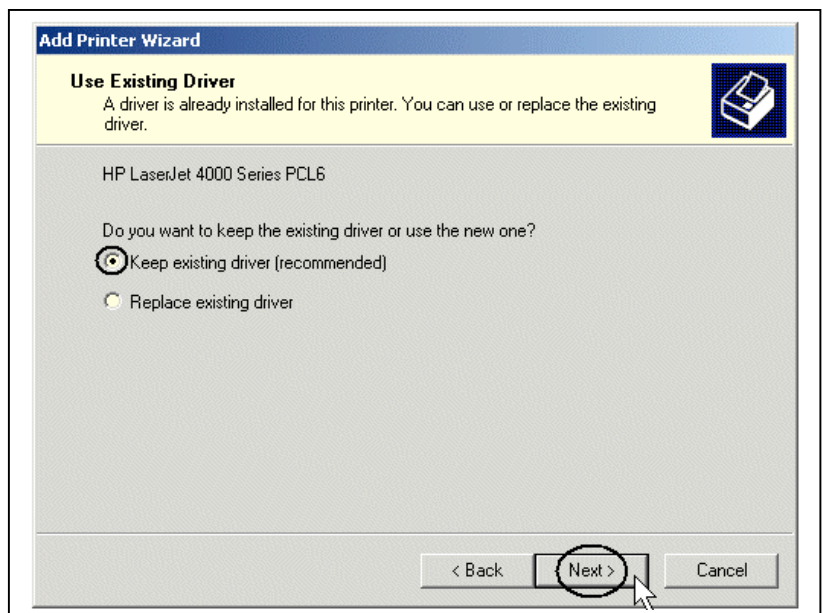 Add Printer Wizard
Use Existing Driver
A driver is already installed for this printer. You can use or replace the existing
driver.
HP LaserJet 4000 Series PCL6
Do you want to keep the existing driver or use the new one?
Keep existing driver (recommended)
Replace existing driver
< Back Next > Cancel